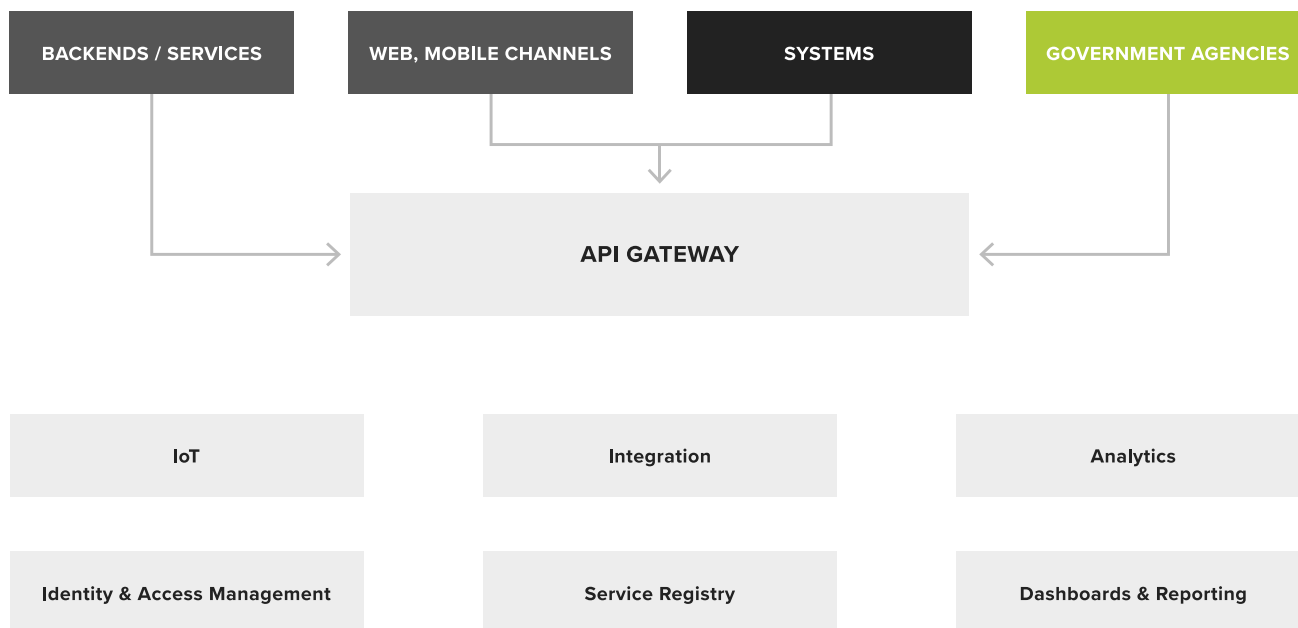 BACKENDS / SERVICES
WEB, MOBILE CHANNELS
SYSTEMS
GOVERNMENT AGENCIES
API GATEWAY
IoT
Integration
Analytics
Identity & Access Management
Service Registry
Dashboards & Reporting